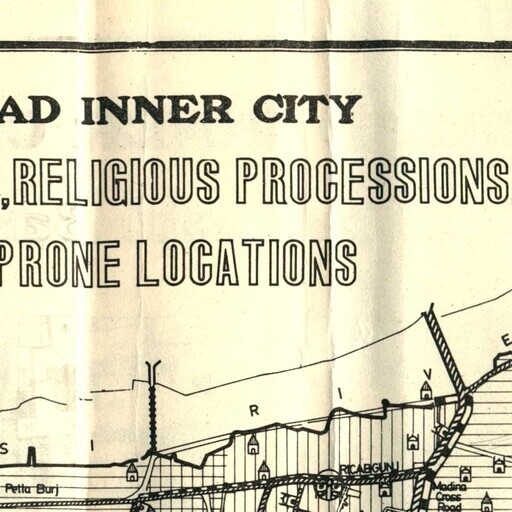 AD INNER CITY
,RELIGIOUS PROCESSIONS
PRONE LOCATIONS
E
S I R I V
RICABGUNJ
Petla Burj
Madina
Cross
Road